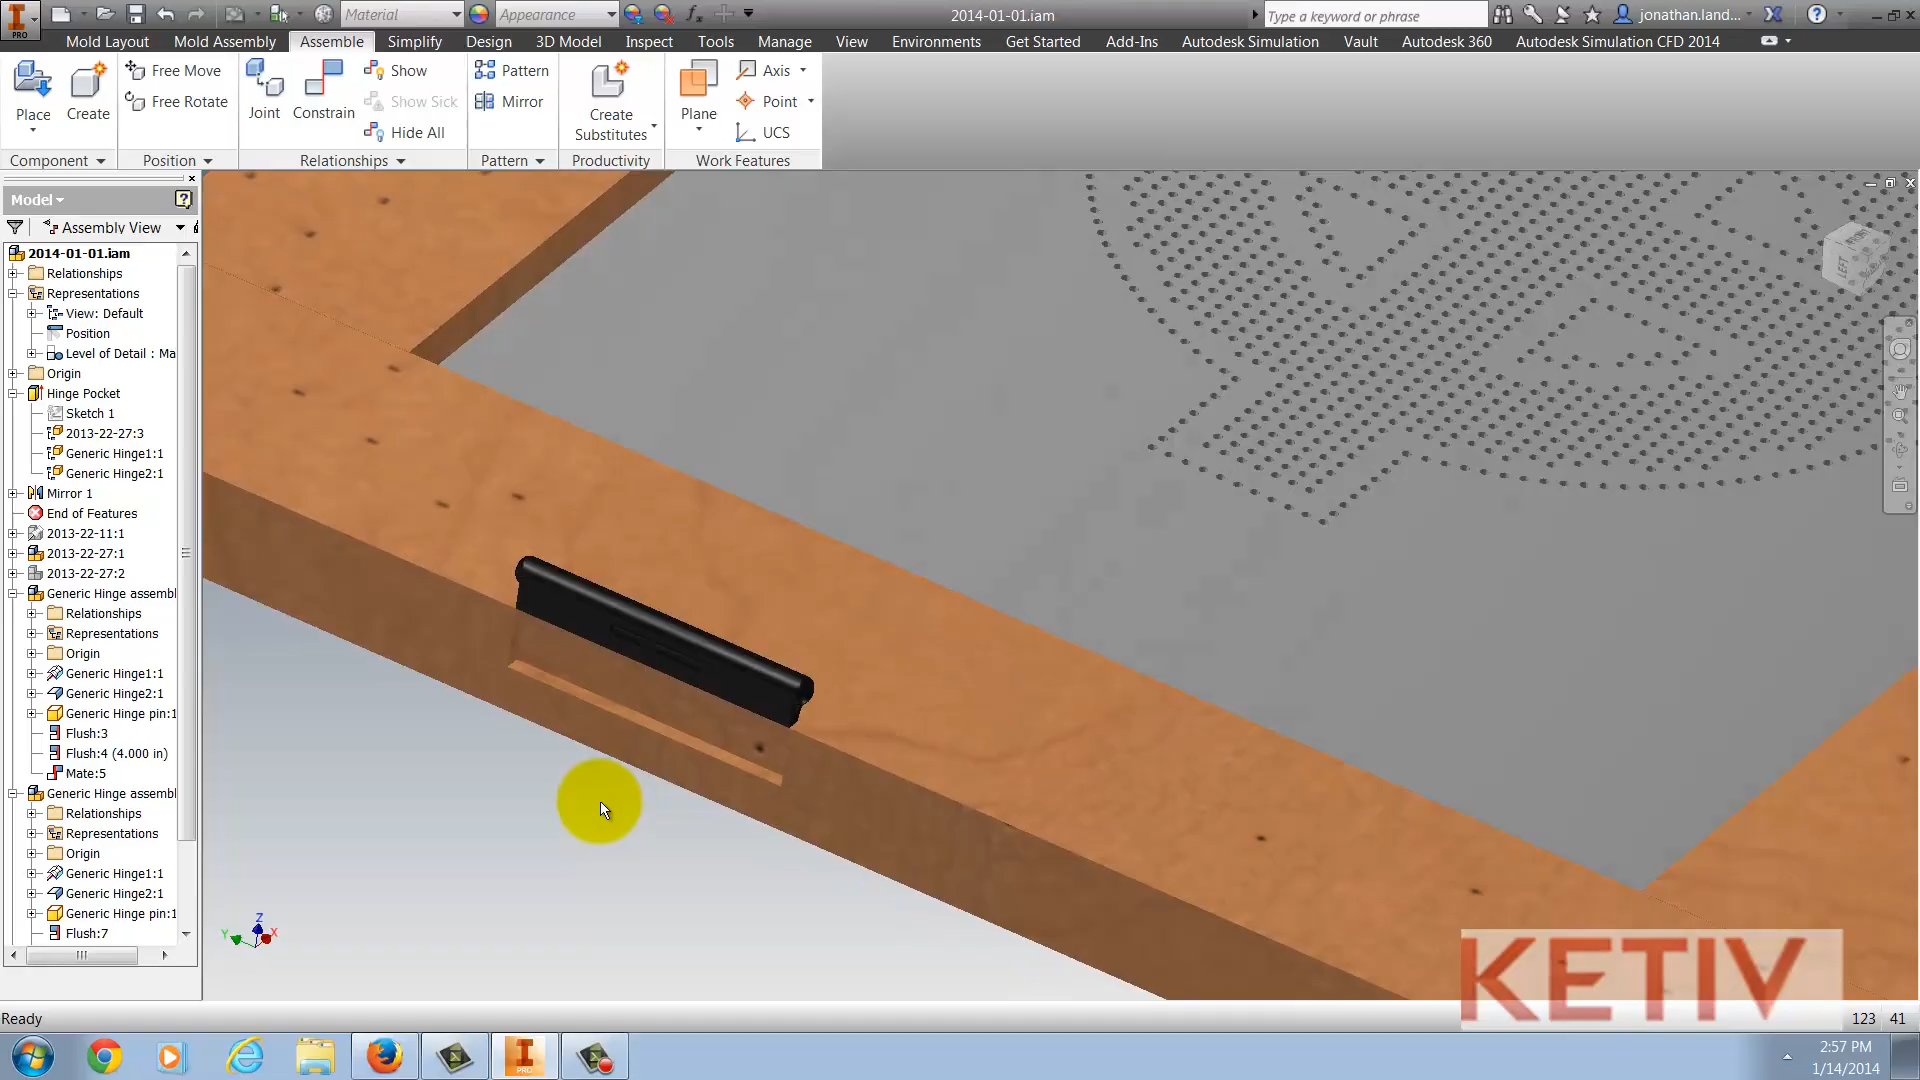 Material
Appearance
2014-01-01.iam
Type a keyword or phrase
jonathan.land...
PRO
Mold Layout
Mold Assembly
Assemble
Simplify
Design
3D Model
Inspect
Tools
Manage
View
Environments
Get Started
Add-Ins
Autodesk Simulation
Vault
Autodesk 360
Autodesk Simulation CFD 2014
Place
Create
Free Move
Free Rotate
Joint
Constrain
Show
Show Sick
Hide All
Pattern
Mirror
Create
Substitutes
Plane
Axis
Point
UCS
Component
Position
Relationships
Pattern
Productivity
Work Features
Model
Assembly View
2014-01-01.iam
Relationships
Representations
View: Default
Position
Level of Detail : Ma
Origin
Hinge Pocket
Sketch 1
2013-22-27:3
Generic Hinge1:1
Generic Hinge2:1
Mirror 1
End of Features
2013-22-11:1
2013-22-27:1
2013-22-27:2
Generic Hinge assembl
Relationships
Representations
Origin
Generic Hinge1:1
Generic Hinge2:1
Generic Hinge pin:1
Flush:3
Flush:4 (4.000 in)
Mate:5
Generic Hinge assembl
Relationships
Representations
Origin
Generic Hinge1:1
Generic Hinge2:1
Generic Hinge pin:1
Flush:7
LEFT
Z
Y
X
KETIV
Ready
123
41
PRO
2:57 PM
1/14/2014